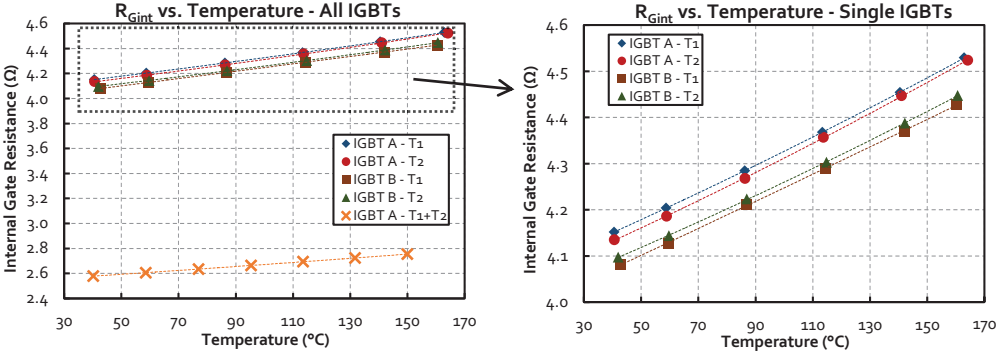 R_Gint vs. Temperature - All IGBTs
Internal Gate Resistance (Ω)
4.6
4.4
4.2
4.0
3.8
3.6
3.4
3.2
3.0
2.8
2.6
2.4
IGBT A - T1
IGBT A - T2
IGBT B - T1
IGBT B - T2
IGBT A - T1+T2
30 50 70 90 110 130 150 170
Temperature (°C)
R_Gint vs. Temperature - Single IGBTs
Internal Gate Resistance (Ω)
4.6
4.5
4.4
4.3
4.2
4.1
4.0
IGBT A - T1
IGBT A - T2
IGBT B - T1
IGBT B - T2
30 50 70 90 110 130 150 170
Temperature (°C)